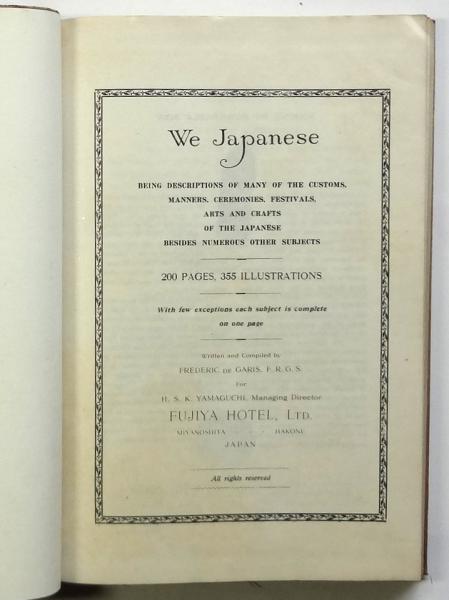 We Japanese
BEING DESCRIPTIONS OF MANY OF THE CUSTOMS,
MANNERS, CEREMONIES, FESTIVALS,
ARTS AND CRAFTS
OF THE JAPANESE
BESIDES NUMEROUS OTHER SUBJECTS
200 PAGES, 355 ILLUSTRATIONS
With few exceptions each subject is complete
on one page
Written and Compiled by
FREDERIC DE GARIS, F. R. G. S.
For
H. S. K. YAMAGUCHI, Managing Director
FUJIYA HOTEL, LTD.
MIYANOSHITA HAKONE
JAPAN
All rights reserved